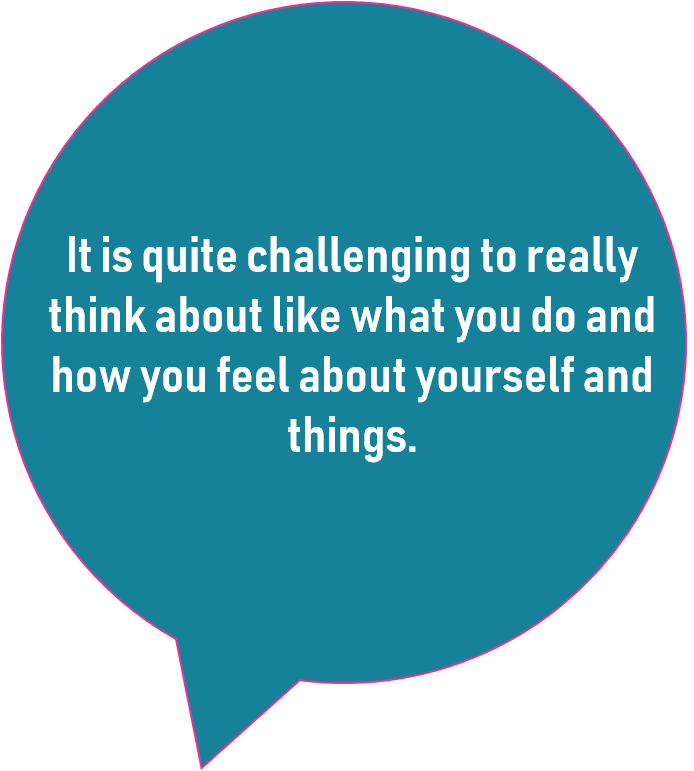 It is quite challenging to really
think about like what you do and
how you feel about yourself and
things.